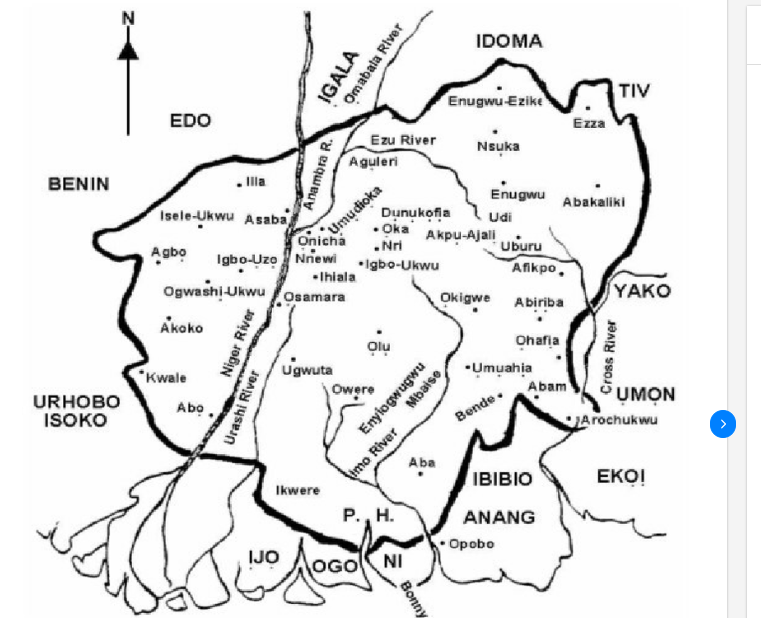 N
IDOMA
IGALA
Omabala River
TIV
Enugwu-Ezike
Ezza
EDO
Ezu River
Nsuka
Aguleri
Anambra R.
BENIN
Illa
Enugwu
Abakaliki
Umudioka
Isele-Ukwu
Asaba
Dunukofia
Udi
Oka
Akpu-Ajali
Onicha
Uburu
Nri
Agbo
Igbo-Uzo
Nnewi
Igbo-Ukwu
Afikpo
Ihiala
Ogwashi-Ukwu
YAKO
Osamara
Okigwe
Abiriba
Akoko
Niger River
Olu
Ohafia
Cross River
Ugwuta
Umuahia
Kwale
Enyiogwugwu
Mbaise
Owere
Abam
UMON
URHOBO
ISOKO
Abo
Urashi River
Bende
Arochukwu
Imo River
Aba
IBIBIO
EKOI
Ikwere
P. H.
ANANG
Opobo
IJO
OGO
NI
Bonny